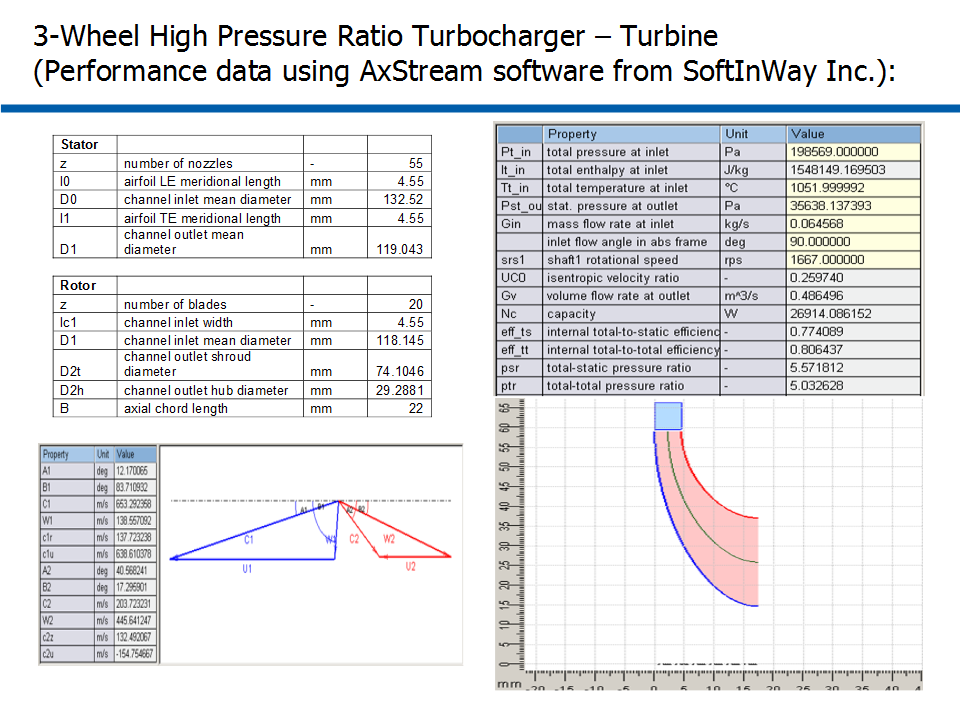 3-Wheel High Pressure Ratio Turbocharger – Turbine
(Performance data using AxStream software from SoftInWay Inc.):
Stator
z number of nozzles - 55
l0 airfoil LE meridional length mm 4.55
D0 channel inlet mean diameter mm 132.52
l1 airfoil TE meridional length mm 4.55
channel outlet mean
D1 diameter mm 119.043
Rotor
z number of blades - 20
lc1 channel inlet width mm 4.55
D1 channel inlet mean diameter mm 118.145
channel outlet shroud
D2t diameter mm 74.1046
D2h channel outlet hub diameter mm 29.2881
B axial chord length mm 22
Property Unit Value
Pt_in total pressure at inlet Pa 198569.000000
It_in total enthalpy at inlet J/kg 1548149.169503
Tt_in total temperature at inlet °C 1051.999992
Pst_ou stat. pressure at outlet Pa 35638.137393
Gin mass flow rate at inlet kg/s 0.064568
inlet flow angle in abs frame deg 90.000000
srs1 shaft1 rotational speed rps 1667.000000
UC0 isentropic velocity ratio - 0.259740
Gv volume flow rate at outlet m^3/s 0.486496
Nc capacity W 26914.086152
eff_ts internal total-to-static efficienc - 0.774089
eff_tt internal total-to-total efficiency - 0.806437
psr total-static pressure ratio - 5.571812
ptr total-total pressure ratio - 5.032628
Property Unit Value
A1 deg 12.170065
B1 deg 83.710932
C1 m/s 653.292358
W1 m/s 138.557092
c1r m/s 137.723238
c1u m/s 638.610378
A2 deg 40.568241
B2 deg 17.295901
C2 m/s 203.723231
W2 m/s 445.641247
c2z m/s 132.492067
c2u m/s -154.754667
A1 B1 A2 B2
C1 W1 C2 W2
U1 U2
65
60
55
50
45
40
35
30
25
20
15
10
5
0
mm -20 -15 -10 -5 0 5 10 15 20 25 30 35 40 4